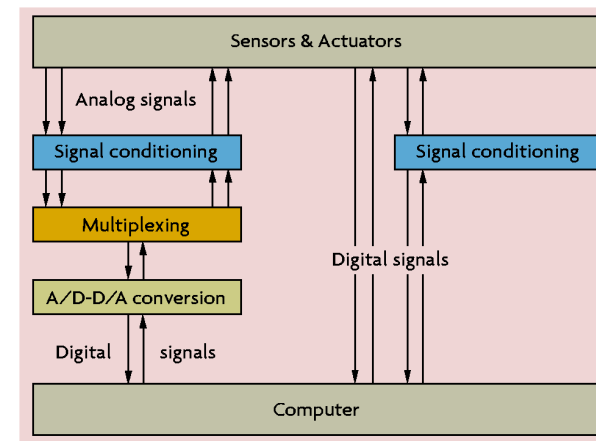 Sensors & Actuators
Analog signals
Signal conditioning
Signal conditioning
Multiplexing
Digital signals
A/D-D/A conversion
Digital signals
Computer